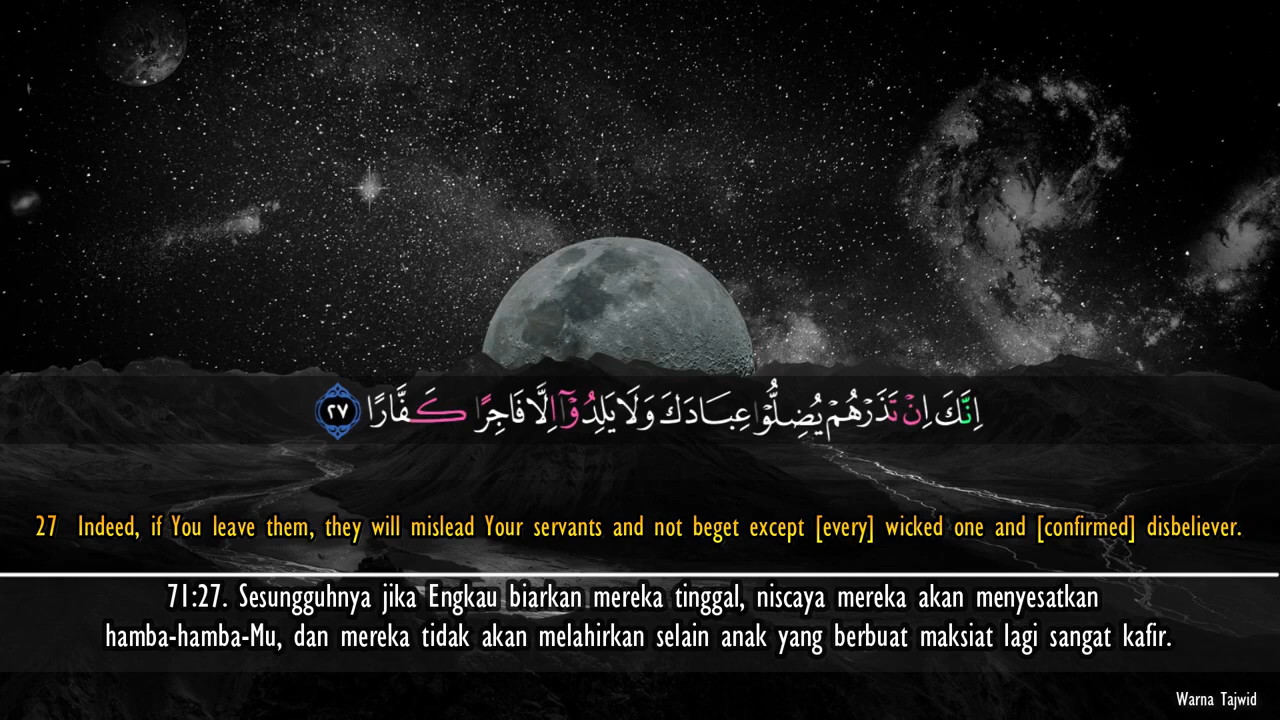 اِنَّكَ اِنْ تَذَرْهُمْ يُضِلُّوْا عِبَادَكَ وَلَا يَلِدُوْٓا اِلَّا فَاجِرًا كَفَّارًا ٢٧
27 Indeed, if You leave them, they will mislead Your servants and not beget except [every] wicked one and [confirmed] disbeliever.
71:27. Sesungguhnya jika Engkau biarkan mereka tinggal, niscaya mereka akan menyesatkan
hamba-hamba-Mu, dan mereka tidak akan melahirkan selain anak yang berbuat maksiat lagi sangat kafir.
Warna Tajwid